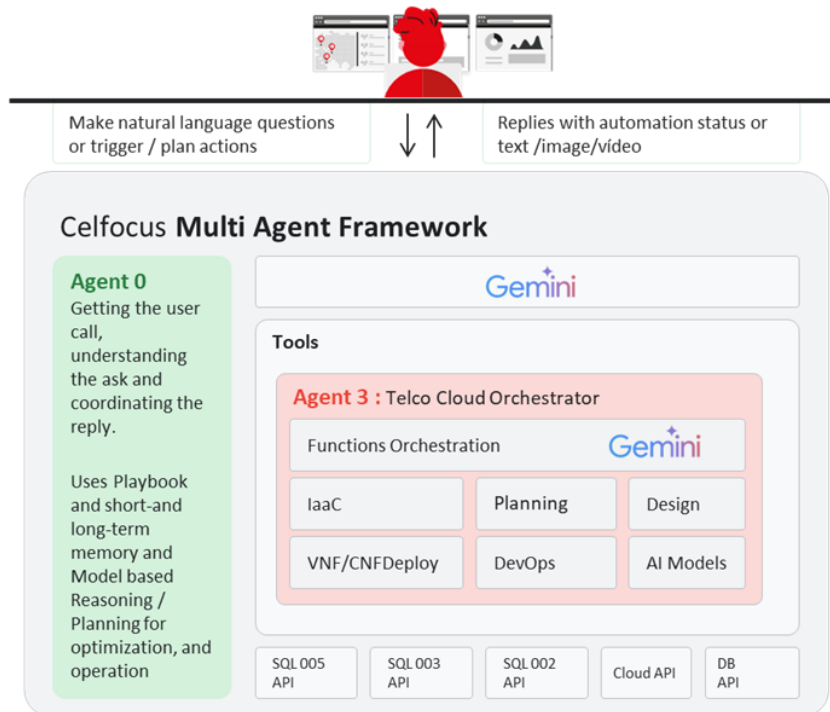 Make natural language questions
or trigger / plan actions
Replies with automation status or
text /image/vídeo
Celfocus Multi Agent Framework
Agent 0
Getting the user
call,
understanding
the ask and
coordinating the
reply.
Uses Playbook
and short-and
long-term
memory and
Model based
Reasoning /
Planning for
optimization, and
operation
Gemini
Tools
Agent 3 : Telco Cloud Orchestrator
Functions Orchestration
Gemini
IaaC
Planning
Design
VNF/CNFDeploy
DevOps
AI Models
SQL 005
API
SQL 003
API
SQL 002
API
Cloud API
DB
API